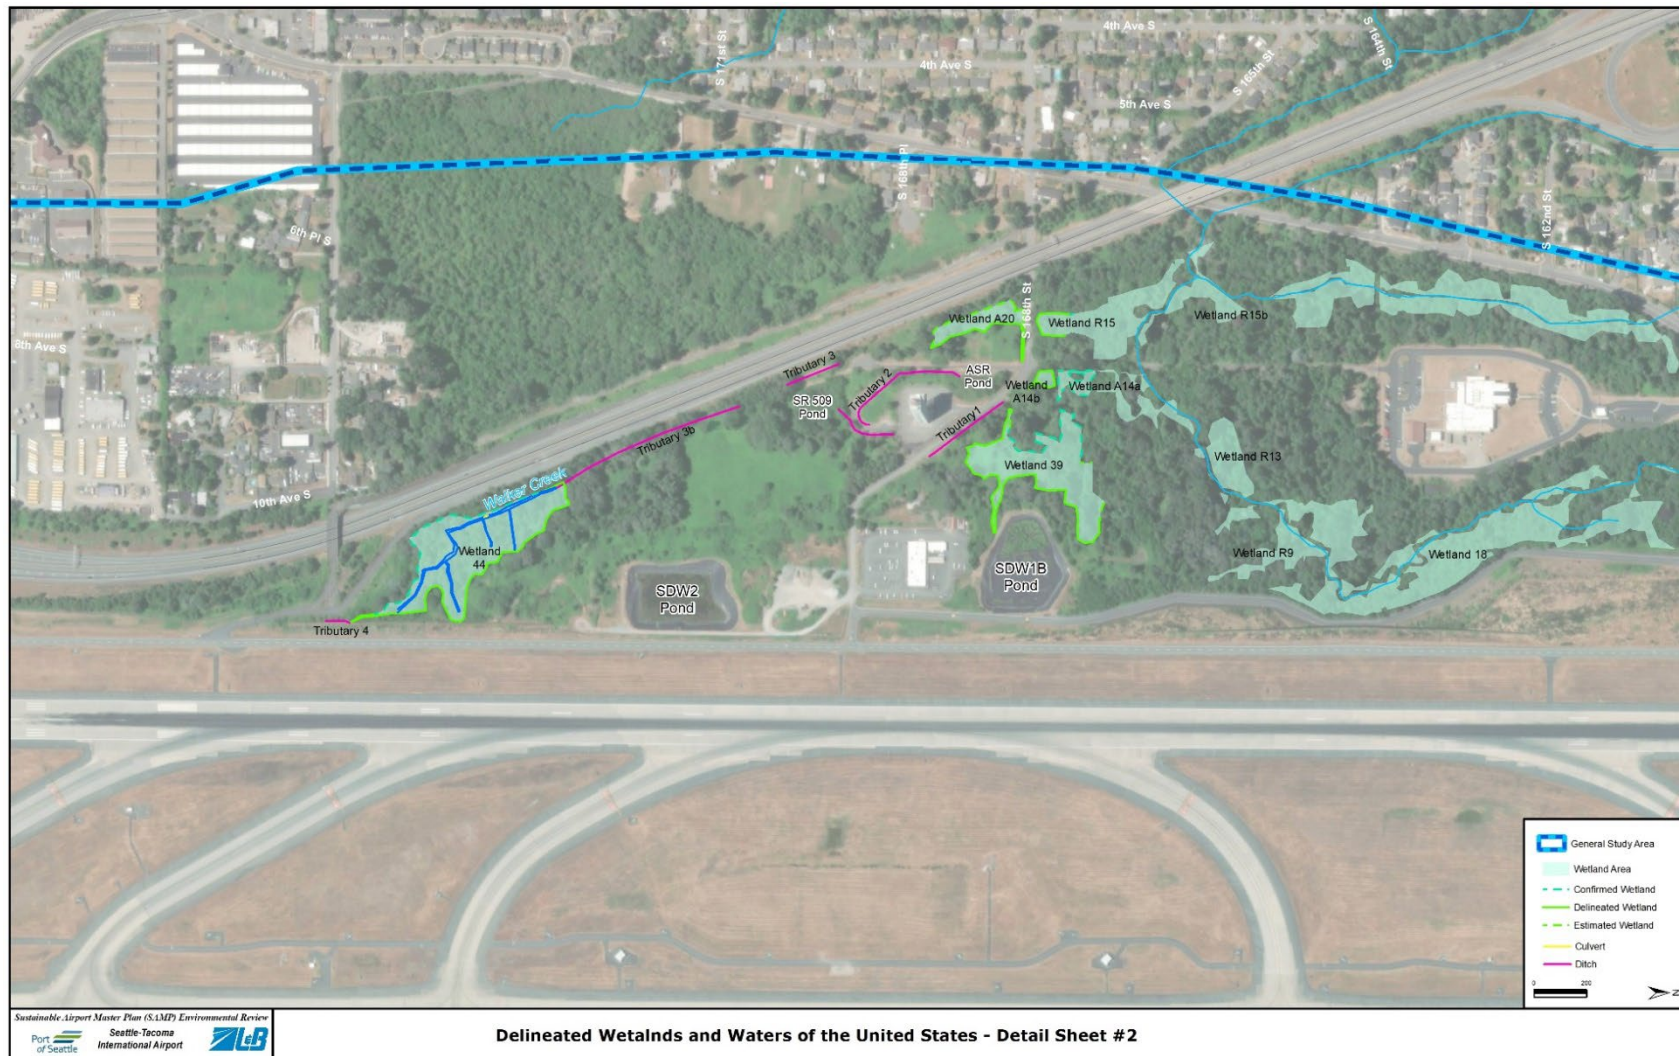 4th Ave S
S 164th St
S 171st St
4th Ave S
S 165th St
5th Ave S
S 168th Pl
S 162nd St
6th Pl S
S 168th St
Wetland A20
Wetland R15
Wetland R15b
8th Ave S
Tributary 3
Tributary 2
ASR
Pond
Wetland
A14b
Wetland A14a
SR 509
Pond
Tributary1
Tributary 3b
Wetland 39
Wetland R13
Walker Creek
10th Ave S
Wetland
44
Wetland R9
Wetland 18
SDW2
Pond
SDW1B
Pond
Tributary 4
General Study Area
Wetland Area
Confirmed Wetland
Delineated Wetland
Estimated Wetland
Culvert
Ditch
0 200
N
Sustainable Airport Master Plan (SAMP) Environmental Review
Port
of Seattle
Seattle-Tacoma
International Airport
L&B
Delineated Wetalnds and Waters of the United States - Detail Sheet #2